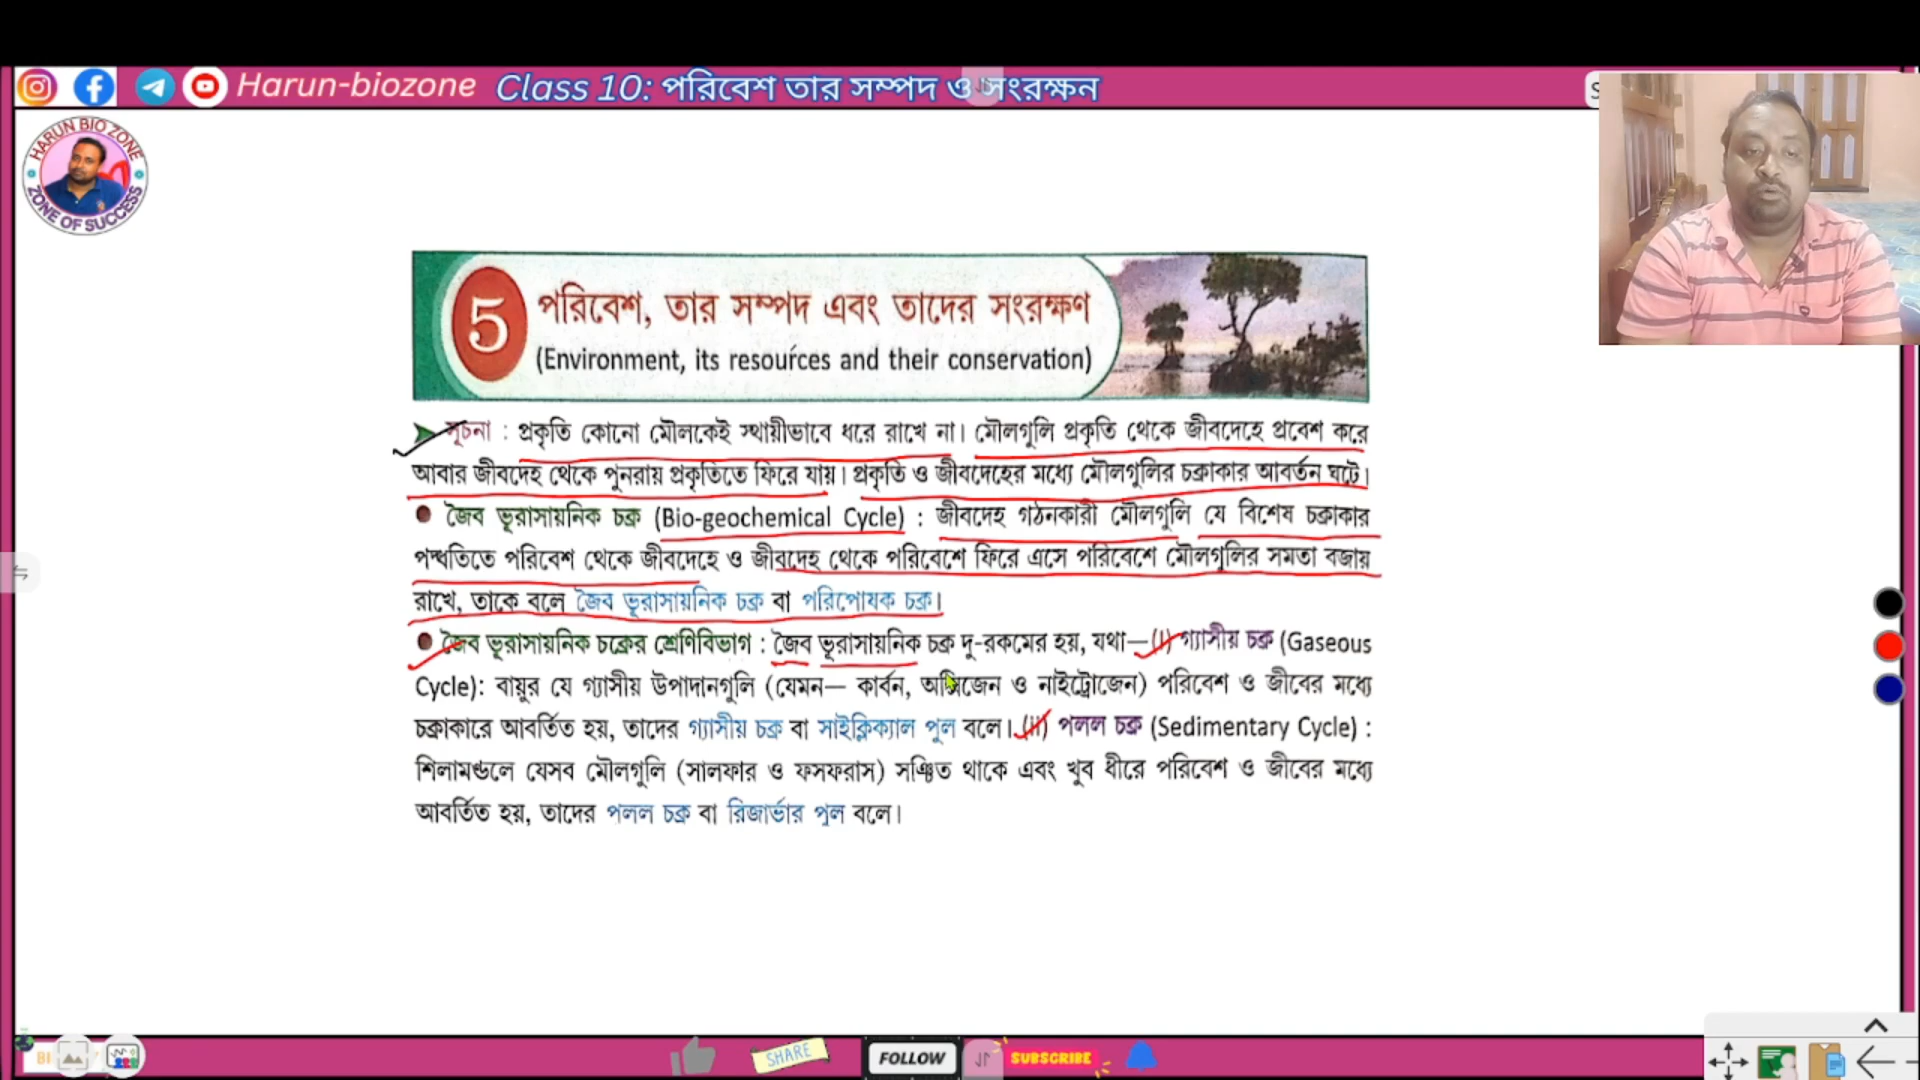 Harun-biozone Class 10: পরিবেশ তার সম্পদ ও সংরক্ষন
HARUN BIO ZONE
ZONE OF SUCCESS
5
পরিবেশ, তার সম্পদ এবং তাদের সংরক্ষণ
(Environment, its resources and their conservation)
সূচনা : প্রকৃতি কোনো মৌলকেই স্থায়ীভাবে ধরে রাখে না। মৌলগুলি প্রকৃতি থেকে জীবদেহে প্রবেশ করে
আবার জীবদেহ থেকে পুনরায় প্রকৃতিতে ফিরে যায়। প্রকৃতি ও জীবদেহের মধ্যে মৌলগুলির চক্রাকার আবর্তন ঘটে।
● জৈব ভূরাসায়নিক চক্র (Bio-geochemical Cycle) : জীবদেহ গঠনকারী মৌলগুলি যে বিশেষ চক্রাকার
পদ্ধতিতে পরিবেশ থেকে জীবদেহে ও জীবদেহ থেকে পরিবেশে ফিরে এসে পরিবেশে মৌলগুলির সমতা বজায়
রাখে, তাকে বলে জৈব ভূরাসায়নিক চক্র বা পরিপোষক চক্র।
● জৈব ভূরাসায়নিক চক্রের শ্রেণিবিভাগ : জৈব ভূরাসায়নিক চক্র দু-রকমের হয়, যথা—(i) গ্যাসীয় চক্র (Gaseous
Cycle): বায়ুর যে গ্যাসীয় উপাদানগুলি (যেমন— কার্বন, অক্সিজেন ও নাইট্রোজেন) পরিবেশ ও জীবের মধ্যে
চক্রাকারে আবর্তিত হয়, তাদের গ্যাসীয় চক্র বা সাইক্লিক্যাল পুল বলে। (ii) পলল চক্র (Sedimentary Cycle) :
শিলামণ্ডলে যেসব মৌলগুলি (সালফার ও ফসফরাস) সঞ্চিত থাকে এবং খুব ধীরে পরিবেশ ও জীবের মধ্যে
আবর্তিত হয়, তাদের পলল চক্র বা রিজার্ভার পুল বলে।
SHARE
FOLLOW
SUBSCRIBE